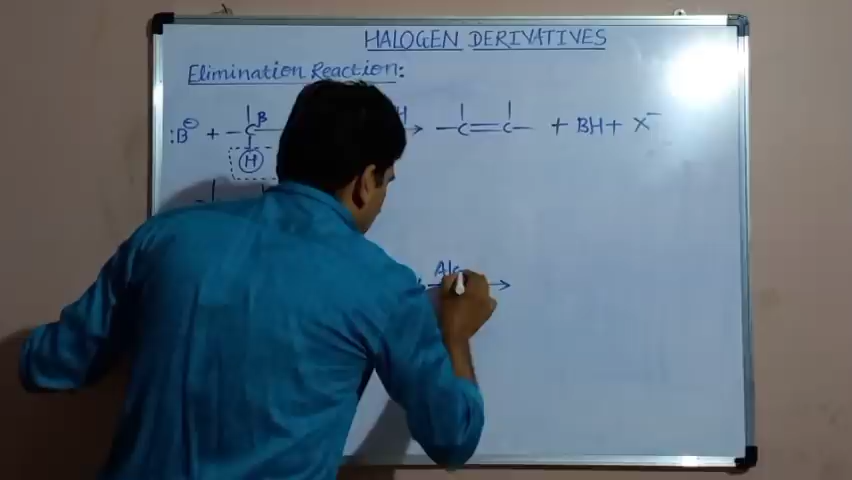 HALOGEN DERIVATIVES
Elimination Reaction:
:B⊖ + -C β H -C=C- + BH + X⁻
H
Alc